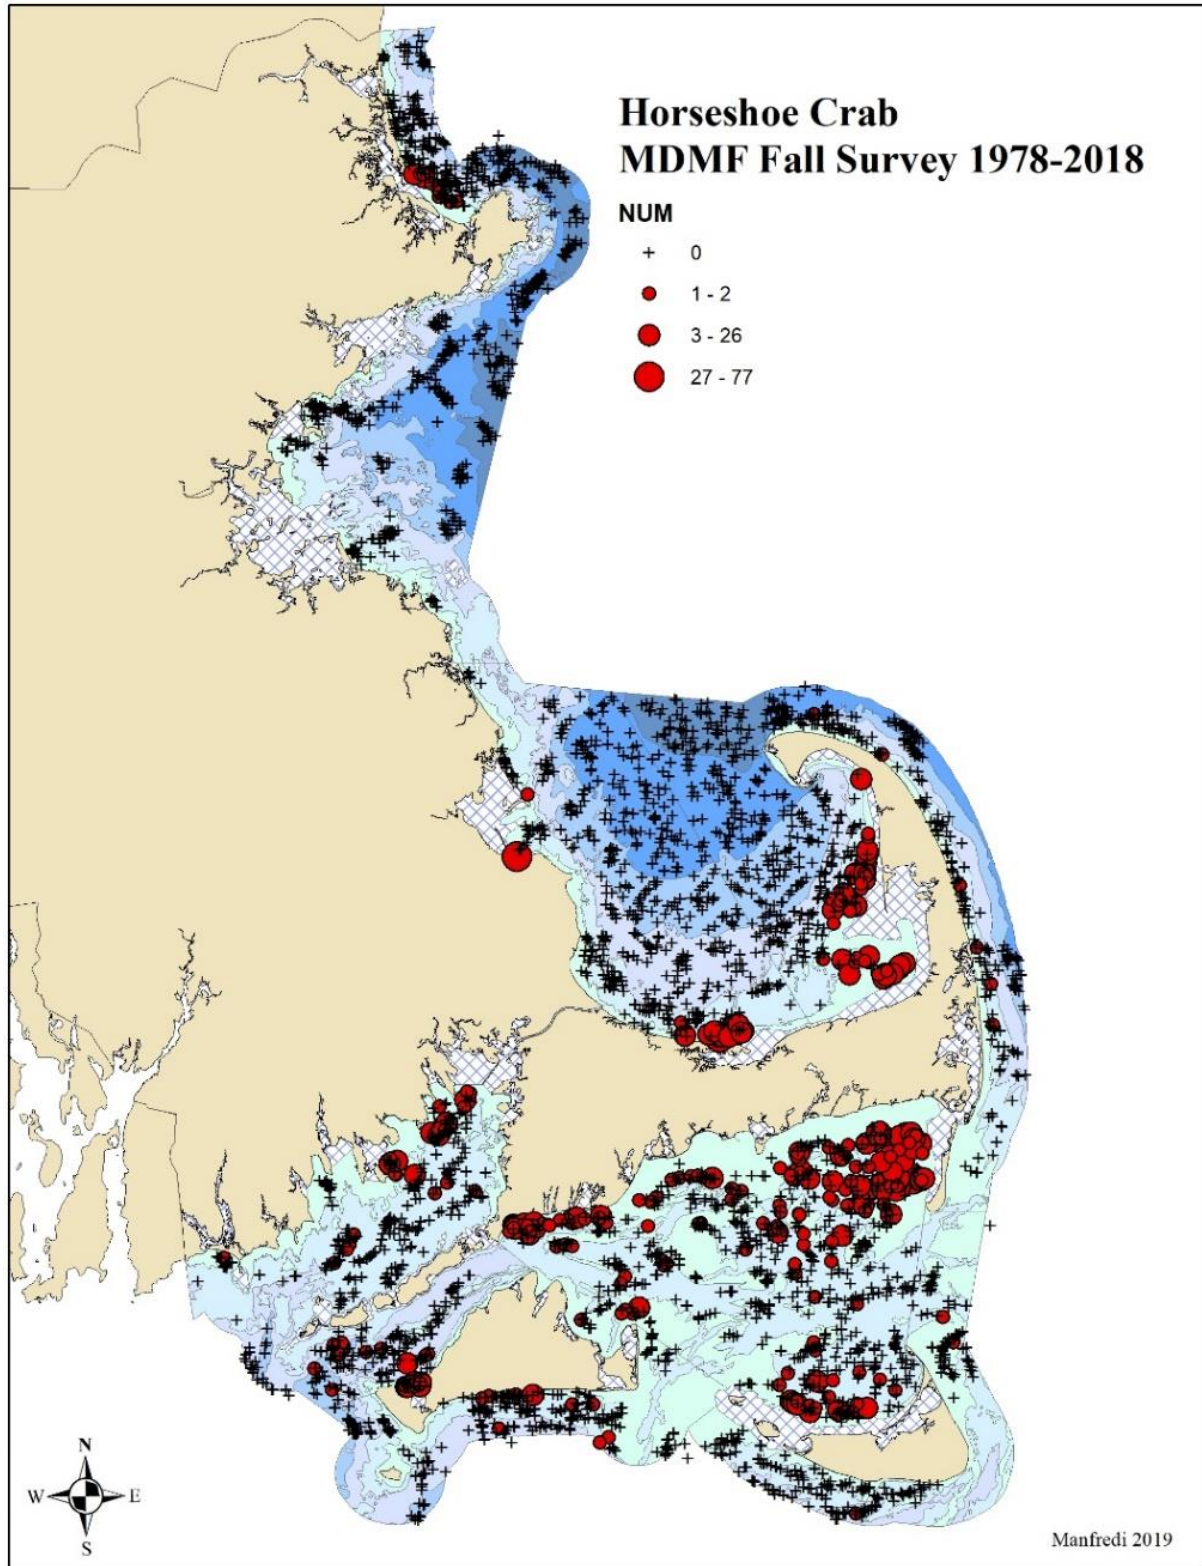 Horseshoe Crab
MDMF Fall Survey 1978-2018
NUM
0
1 - 2
3 - 26
27 - 77
N
W E
S
Manfredi 2019